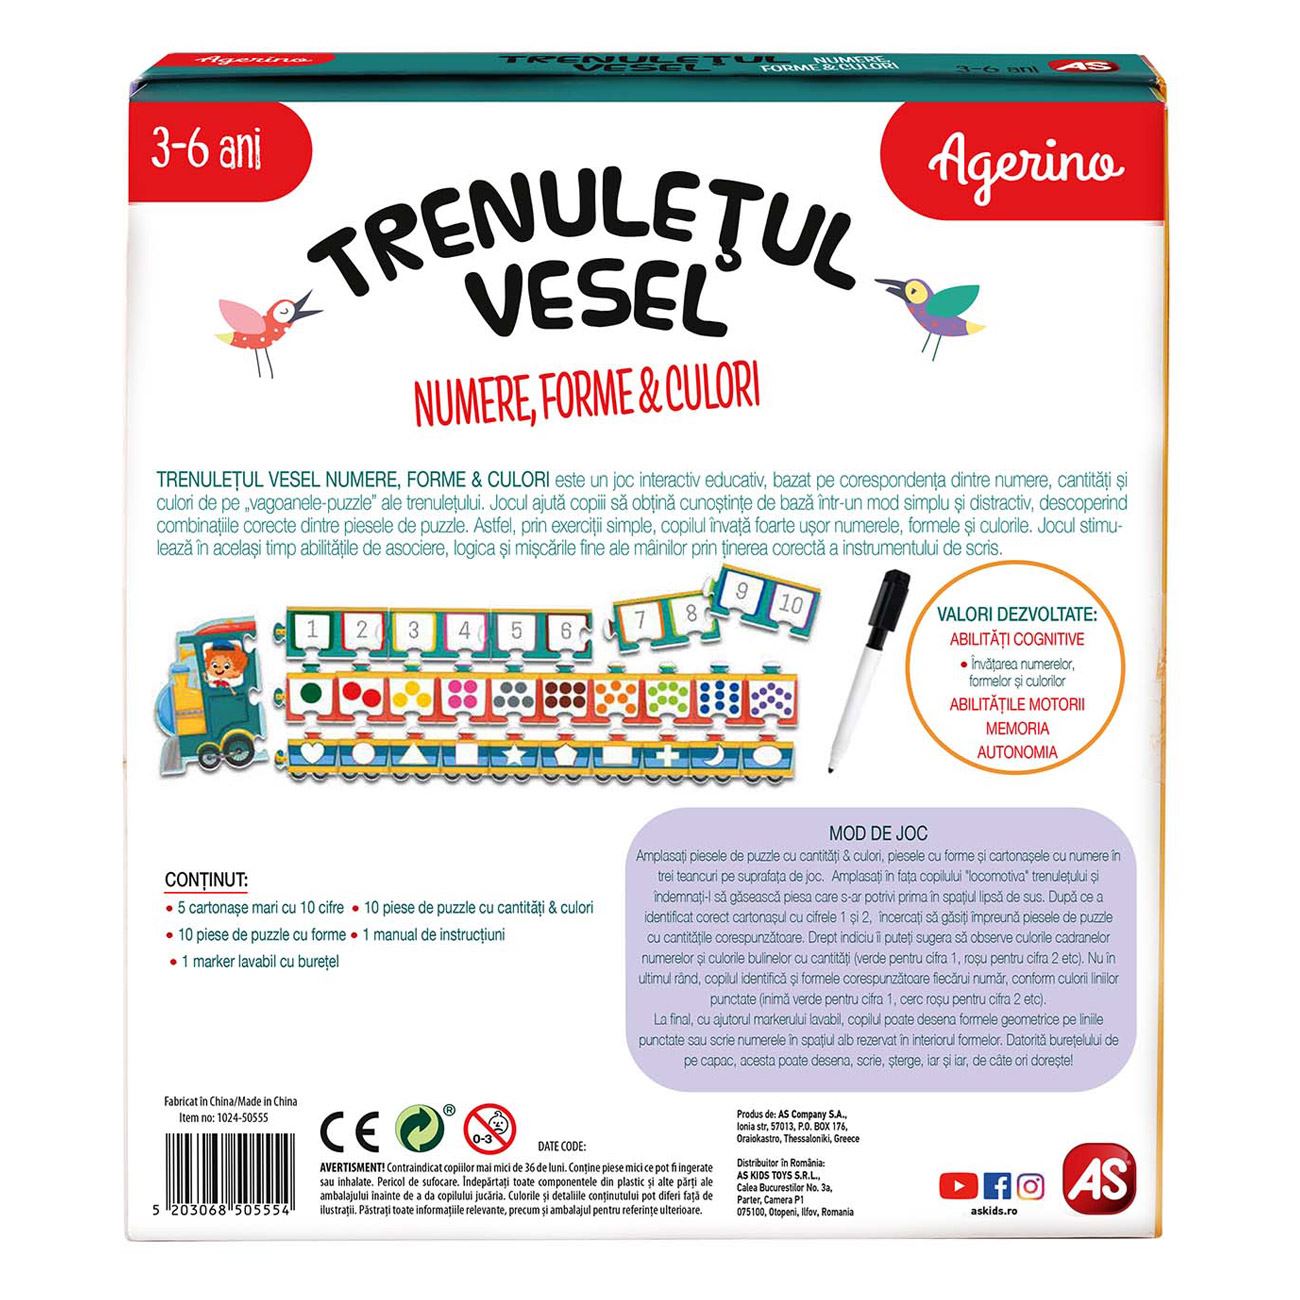 Agerino TRENULEȚUL VESEL NUMERE, FORME & CULORI 3-6 ani AS
3-6 ani
Agerino
TRENULEȚUL
VESEL
NUMERE, FORME & CULORI
TRENULEȚUL VESEL NUMERE, FORME & CULORI este un joc interactiv educativ, bazat pe corespondența dintre numere, cantități și
culori de pe „vagoanele-puzzle” ale trenulețului. Jocul ajută copiii să obțină cunoștințe de bază într-un mod simplu și distractiv, descoperind
combinațiile corecte dintre piesele de puzzle. Astfel, prin exerciții simple, copilul învață foarte ușor numerele, formele și culorile. Jocul stimu-
lează în același timp abilitățile de asociere, logica și mișcările fine ale mâinilor prin ținerea corectă a instrumentului de scris.
1 2 3 4 5 6 7 8 9 10
VALORI DEZVOLTATE:
ABILITĂȚI COGNITIVE
• Învățarea numerelor,
formelor și culorilor
ABILITĂȚILE MOTORII
MEMORIA
AUTONOMIA
CONȚINUT:
• 5 cartonașe mari cu 10 cifre • 10 piese de puzzle cu cantități & culori
• 10 piese de puzzle cu forme • 1 manual de instrucțiuni
• 1 marker lavabil cu burețel
MOD DE JOC
Amplasați piesele de puzzle cu cantități & culori, piesele cu forme și cartonașele cu numere în
trei teancuri pe suprafața de joc. Amplasați în fața copilului "locomotiva" trenulețului și
îndemnați-l să găsească piesa care s-ar potrivi prima în spațiul lipsă de sus. După ce a
identificat corect cartonașul cu cifrele 1 și 2, încercați să găsiți împreună piesele de puzzle
cu cantitățile corespunzătoare. Drept indiciu îi puteți sugera să observe culorile cadranelor
numerelor și culorile bulinelor cu cantități (verde pentru cifra 1, roșu pentru cifra 2 etc). Nu în
ultimul rând, copilul identifică și formele corespunzătoare fiecărui număr, conform culorii liniilor
punctate (inimă verde pentru cifra 1, cerc roșu pentru cifra 2 etc).
La final, cu ajutorul markerului lavabil, copilul poate desena formele geometrice pe liniile
punctate sau scrie numerele în spațiul alb rezervat în interiorul formelor. Datorită burețelului de
pe capac, acesta poate desena, scrie, șterge, iar și iar, de câte ori dorește!
Fabricat în China/Made in China
Item no: 1024-50555
5 203068 505554
CE
®
0-3
DATE CODE:
AVERTISMENT! Contraindicat copiilor mai mici de 36 de luni. Conține piese mici ce pot fi ingerate
sau inhalate. Pericol de sufocare. Îndepărtați toate componentele din plastic și alte părți ale
ambalajului înainte de a da copilului jucăria. Culorile și detaliile conținutului pot diferi față de
ilustrații. Păstrați toate informațiile relevante, precum și ambalajul pentru referințe ulterioare.
Produs de: AS Company S.A.,
Ionia str, 57013, P.O. BOX 176,
Oraiokastro, Thessaloniki, Greece
Distribuitor în România:
AS KIDS TOYS S.R.L.,
Calea Bucurestilor No. 3a,
Parter, Camera P1
075100, Otopeni, Ilfov, Romania
askids.ro
AS